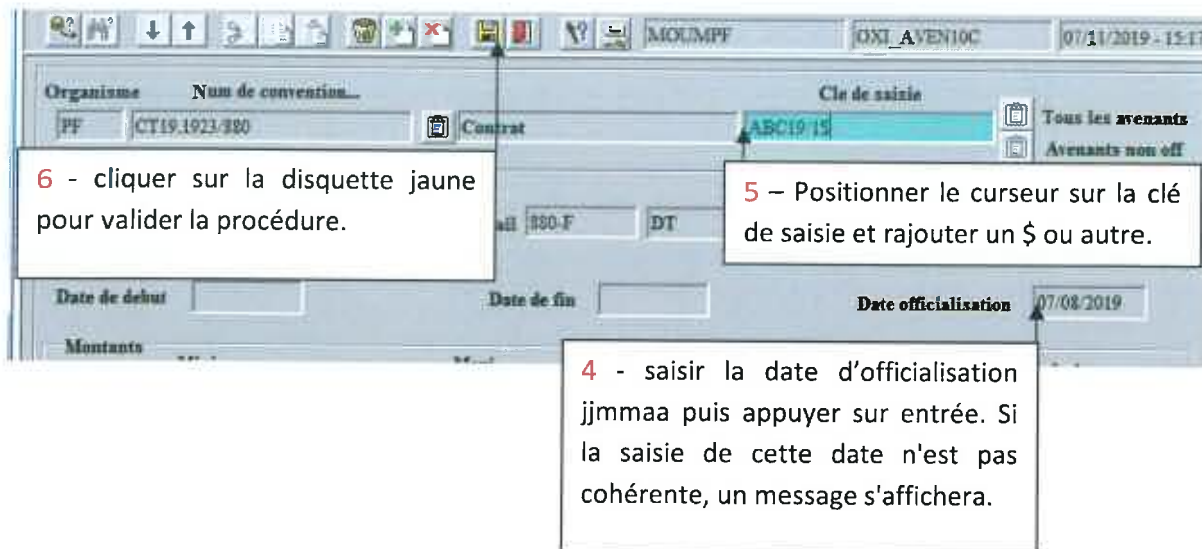 MOUMPF OXI_AVEN10C 07/11/2019 - 15:17
Organisme Num de convention... Cle de saisie
PF CT19.1923/880 Contrat ABC19/15 Tous les avenants
Avenants non off
6 - cliquer sur la disquette jaune
pour valider la procédure.
5 – Positionner le curseur sur la clé
de saisie et rajouter un $ ou autre.
880-F DT
Date de debut Date de fin Date officialisation 07/08/2019
Montants
4 - saisir la date d'officialisation
jjmmaa puis appuyer sur entrée. Si
la saisie de cette date n'est pas
cohérente, un message s'affichera.